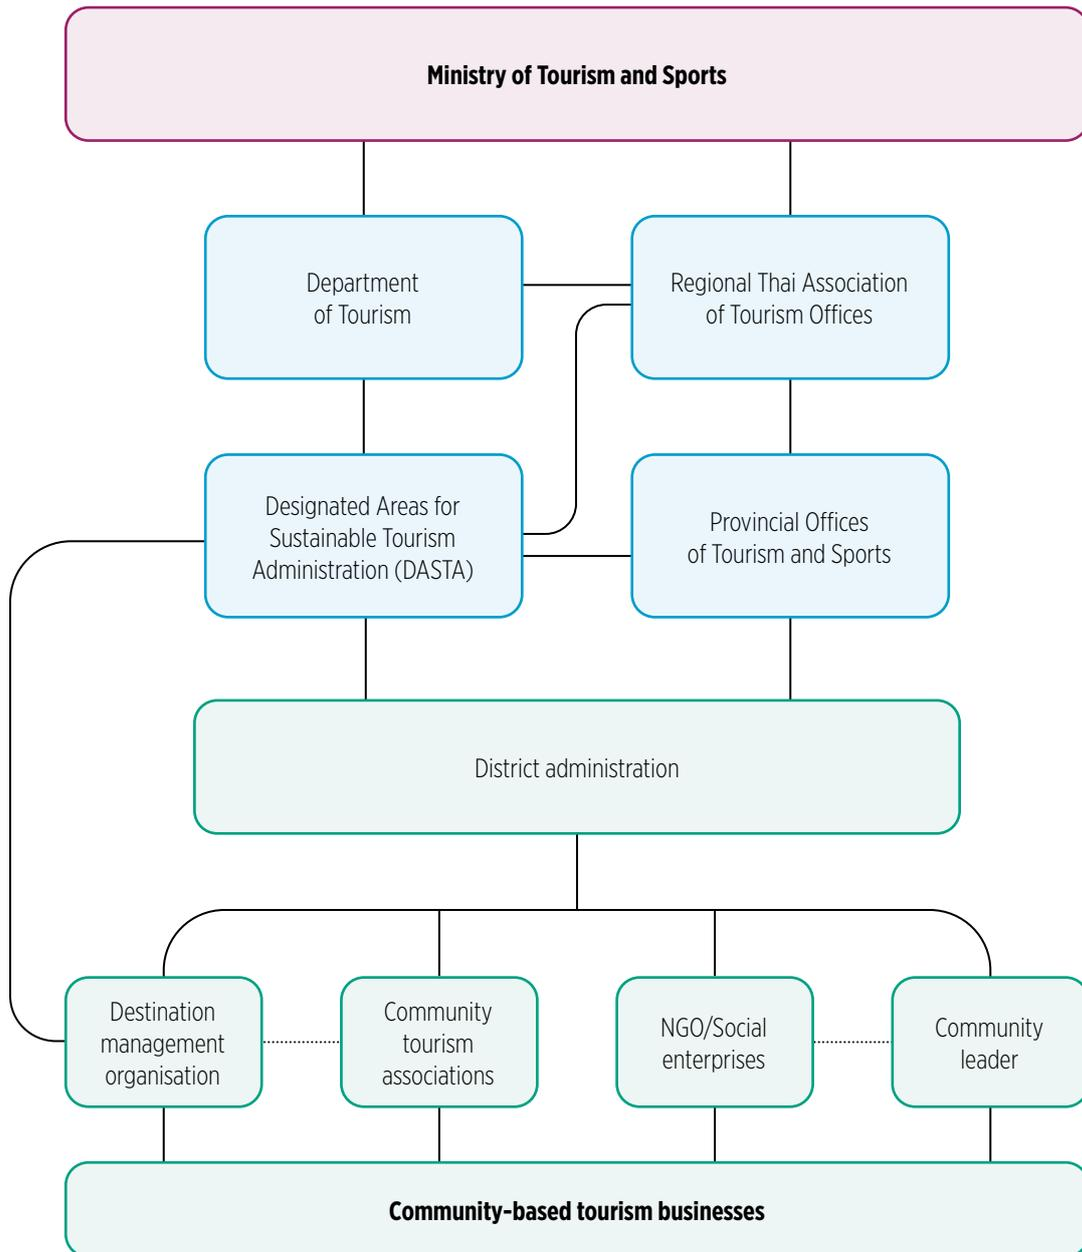 Ministry of Tourism and Sports
Department
of Tourism
Regional Thai Association
of Tourism Offices
Designated Areas for
Sustainable Tourism
Administration (DASTA)
Provincial Offices
of Tourism and Sports
District administration
Destination
management
organisation
Community
tourism
associations
NGO/Social
enterprises
Community
leader
Community-based tourism businesses